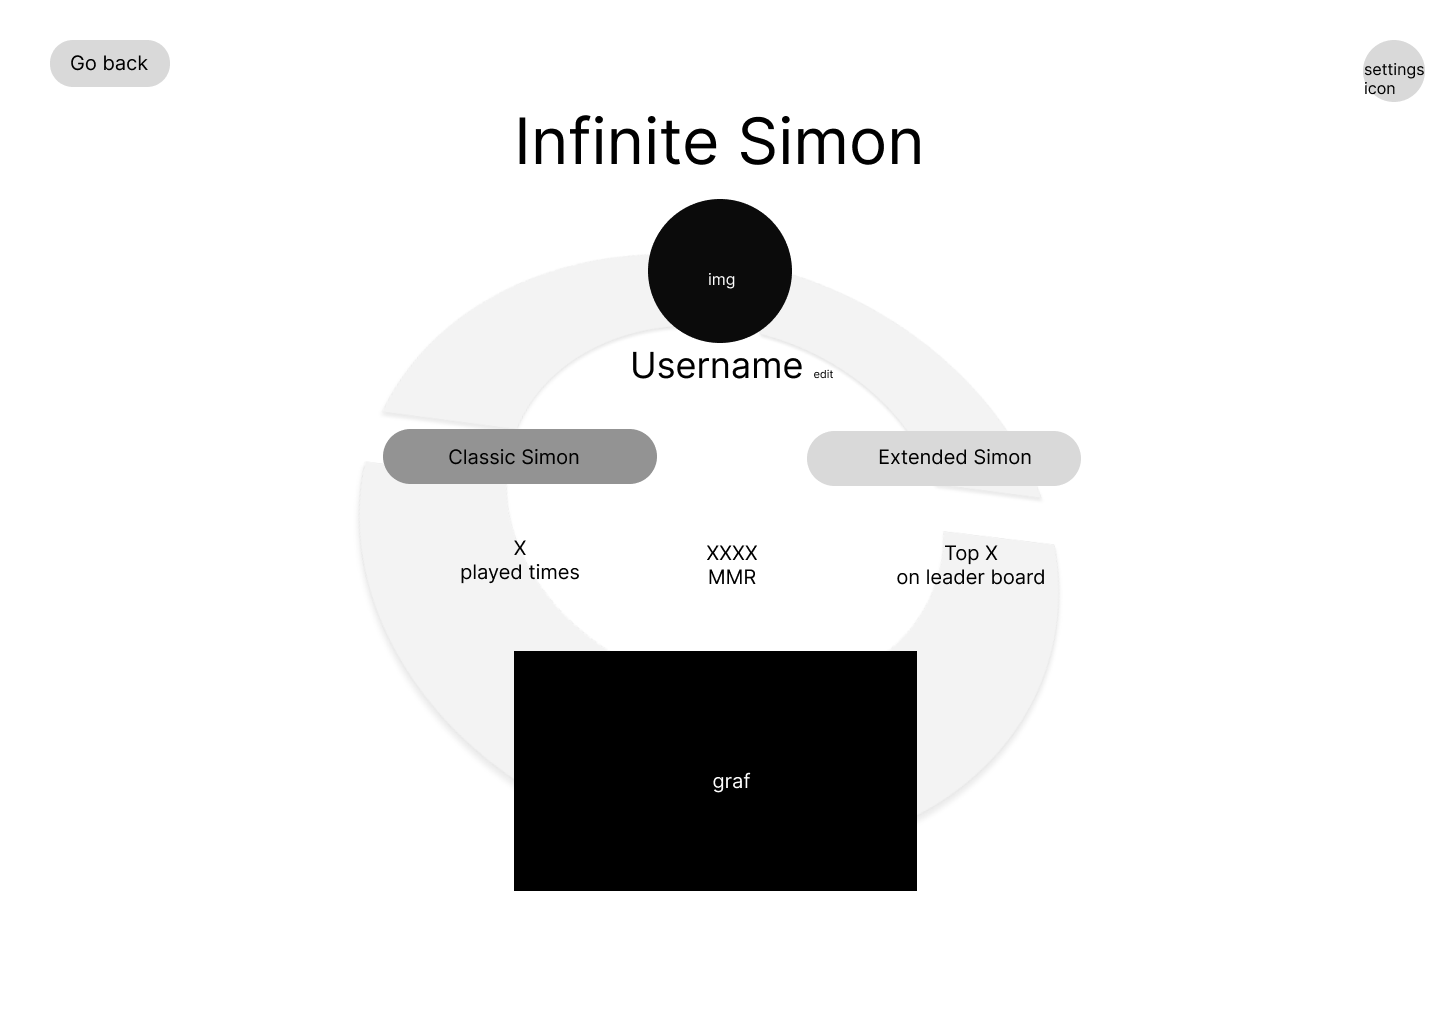 Go back
settings
icon
Infinite Simon
img
Username edit
Classic Simon
Extended Simon
X
played times
XXXX
MMR
Top X
on leader board
graf